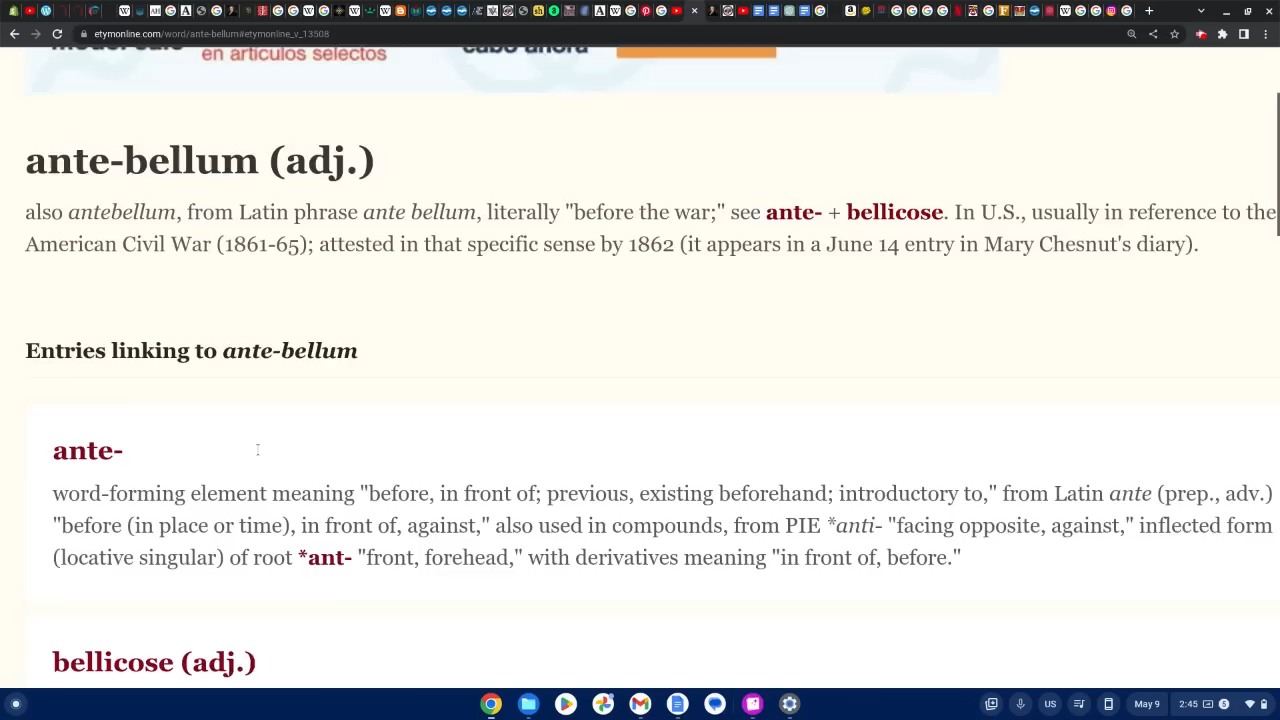 etymonline.com/word/ante-bellum#etymonline_v_13508
en artículos selectos
cabo ahora
ante-bellum (adj.)
also antebellum, from Latin phrase ante bellum, literally "before the war;" see ante- + bellicose. In U.S., usually in reference to the
American Civil War (1861-65); attested in that specific sense by 1862 (it appears in a June 14 entry in Mary Chesnut's diary).
Entries linking to ante-bellum
ante-
word-forming element meaning "before, in front of; previous, existing beforehand; introductory to," from Latin ante (prep., adv.)
"before (in place or time), in front of, against," also used in compounds, from PIE *anti- "facing opposite, against," inflected form
(locative singular) of root *ant- "front, forehead," with derivatives meaning "in front of, before."
bellicose (adj.)
US
May 9
2:45